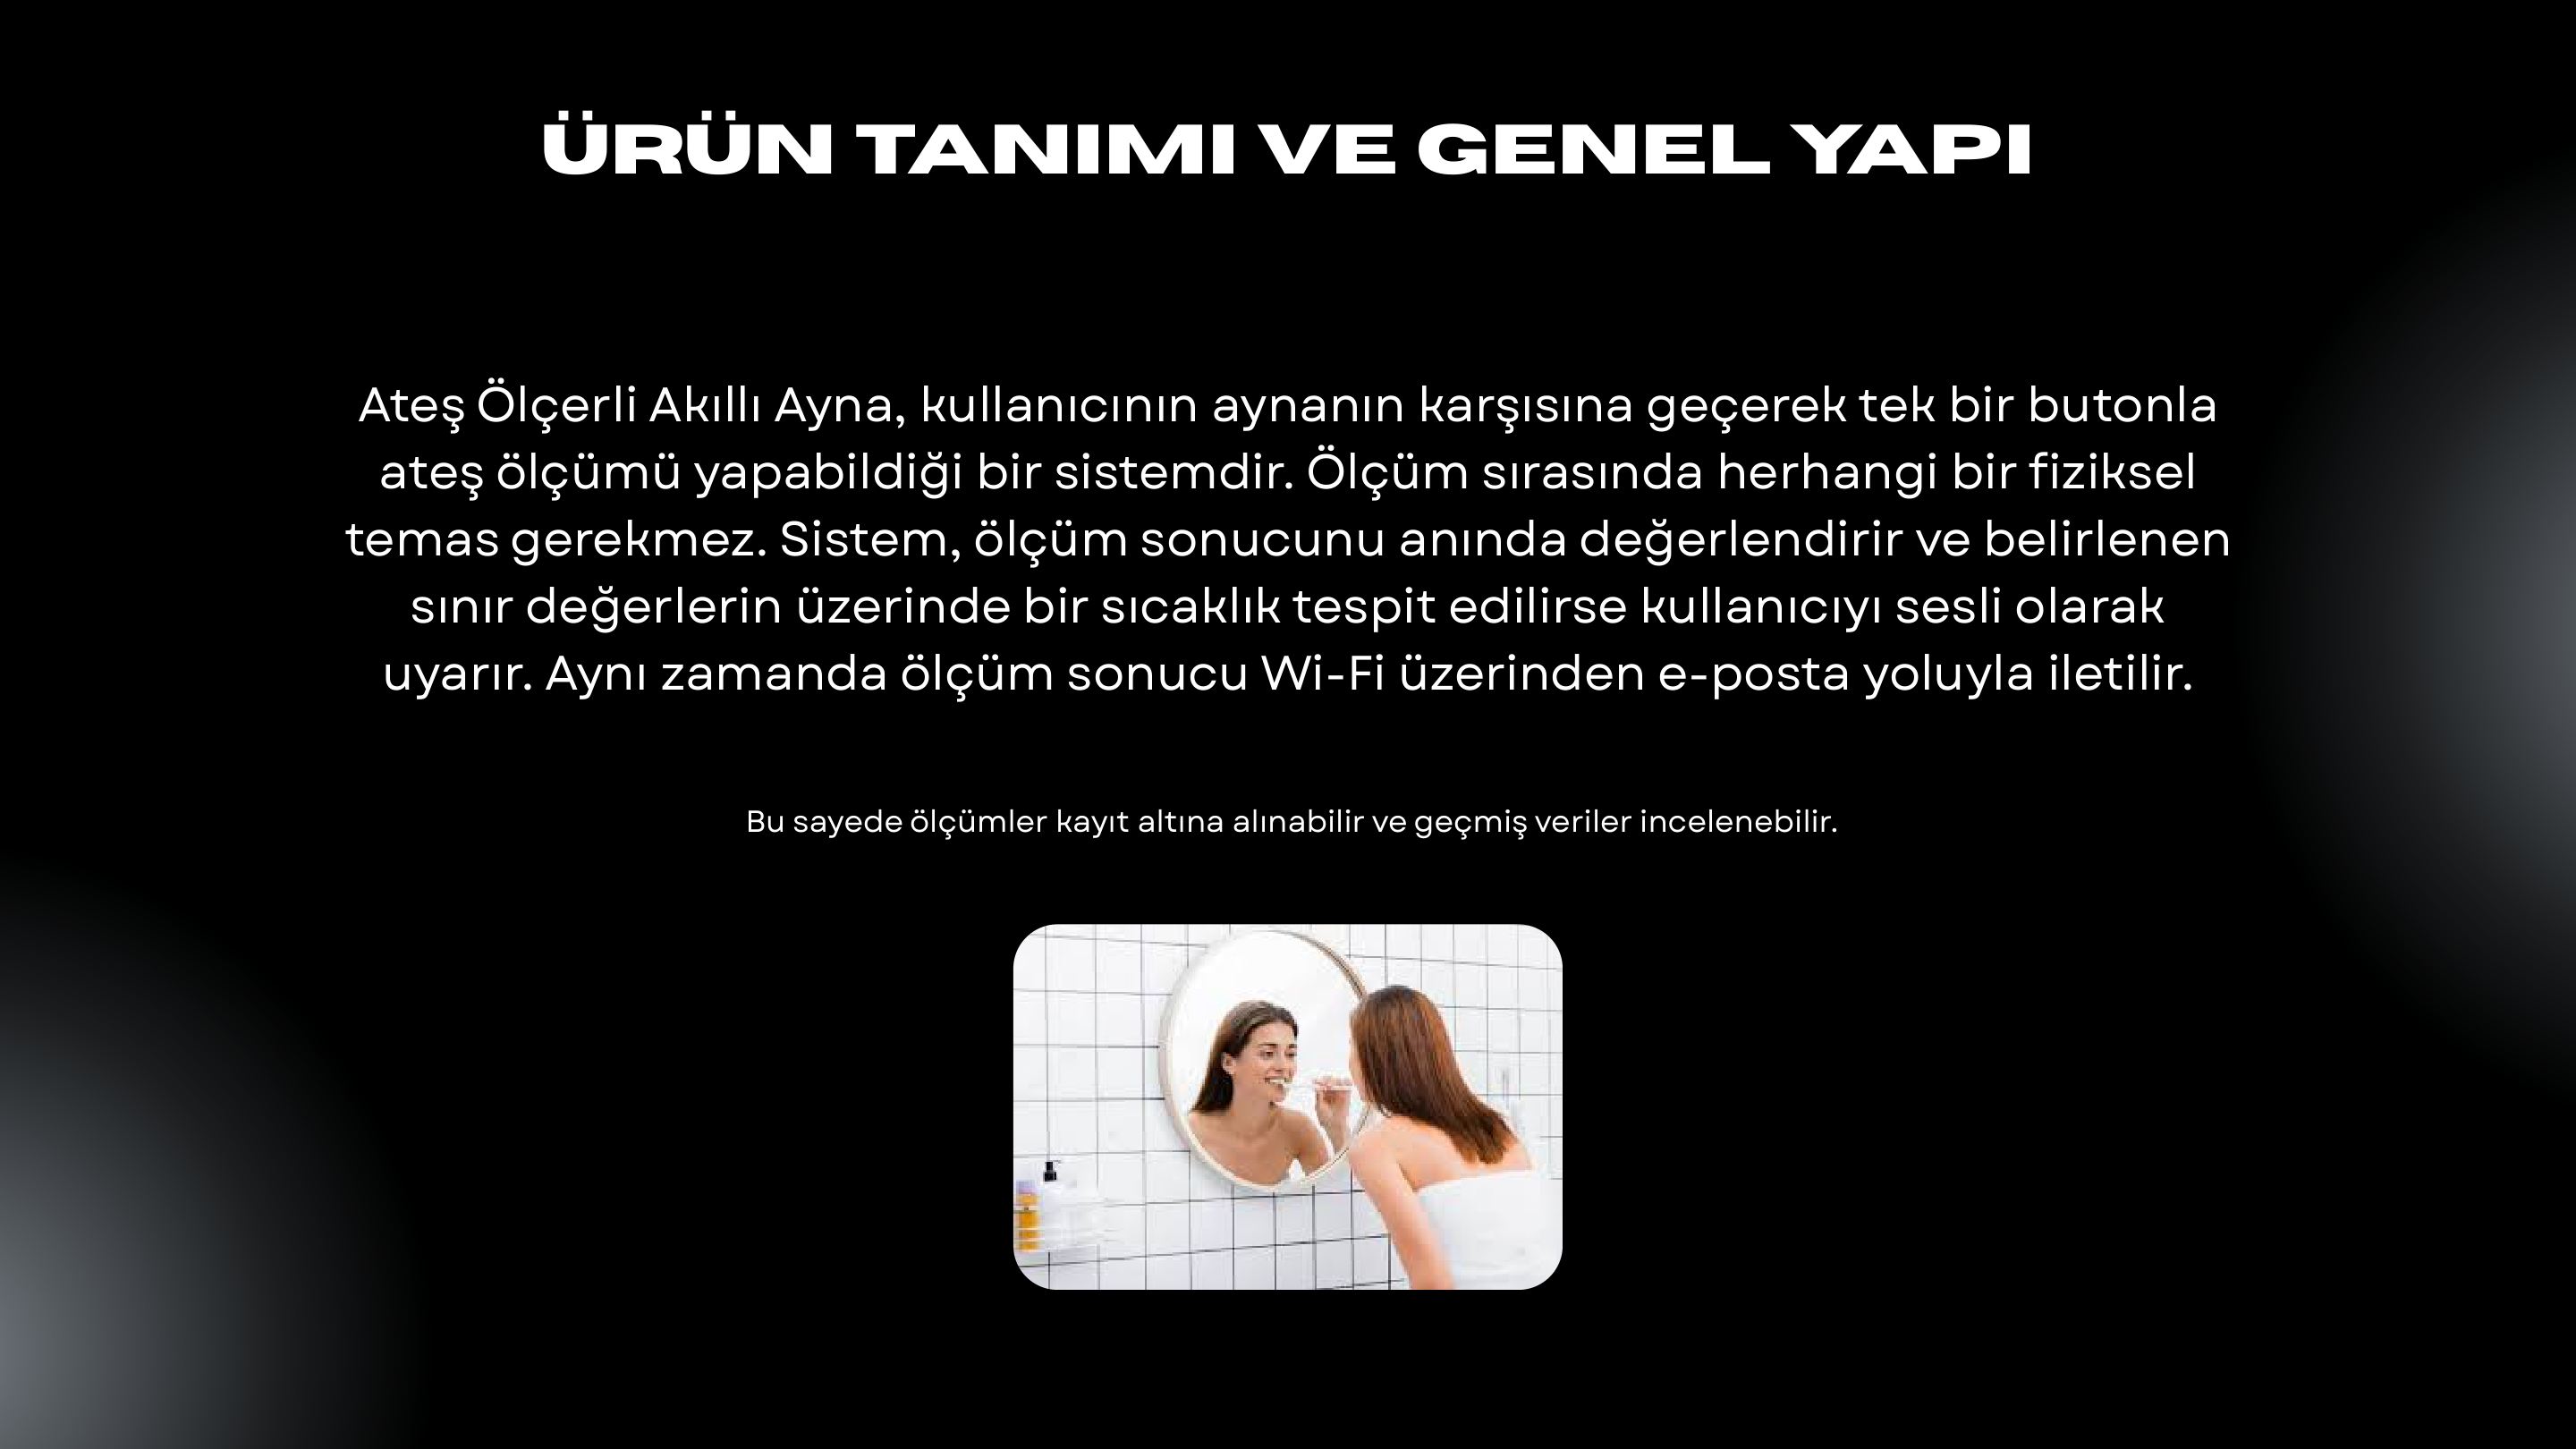 ÜRÜN TANIMI VE GENEL YAPI
Ateş Ölçerli Akıllı Ayna, kullanıcının aynanın karşısına geçerek tek bir butonla
ateş ölçümü yapabildiği bir sistemdir. Ölçüm sırasında herhangi bir fiziksel
temas gerekmez. Sistem, ölçüm sonucunu anında değerlendirir ve belirlenen
sınır değerlerin üzerinde bir sıcaklık tespit edilirse kullanıcıyı sesli olarak
uyarır. Aynı zamanda ölçüm sonucu Wi-Fi üzerinden e-posta yoluyla iletilir.
Bu sayede ölçümler kayıt altına alınabilir ve geçmiş veriler incelenebilir.